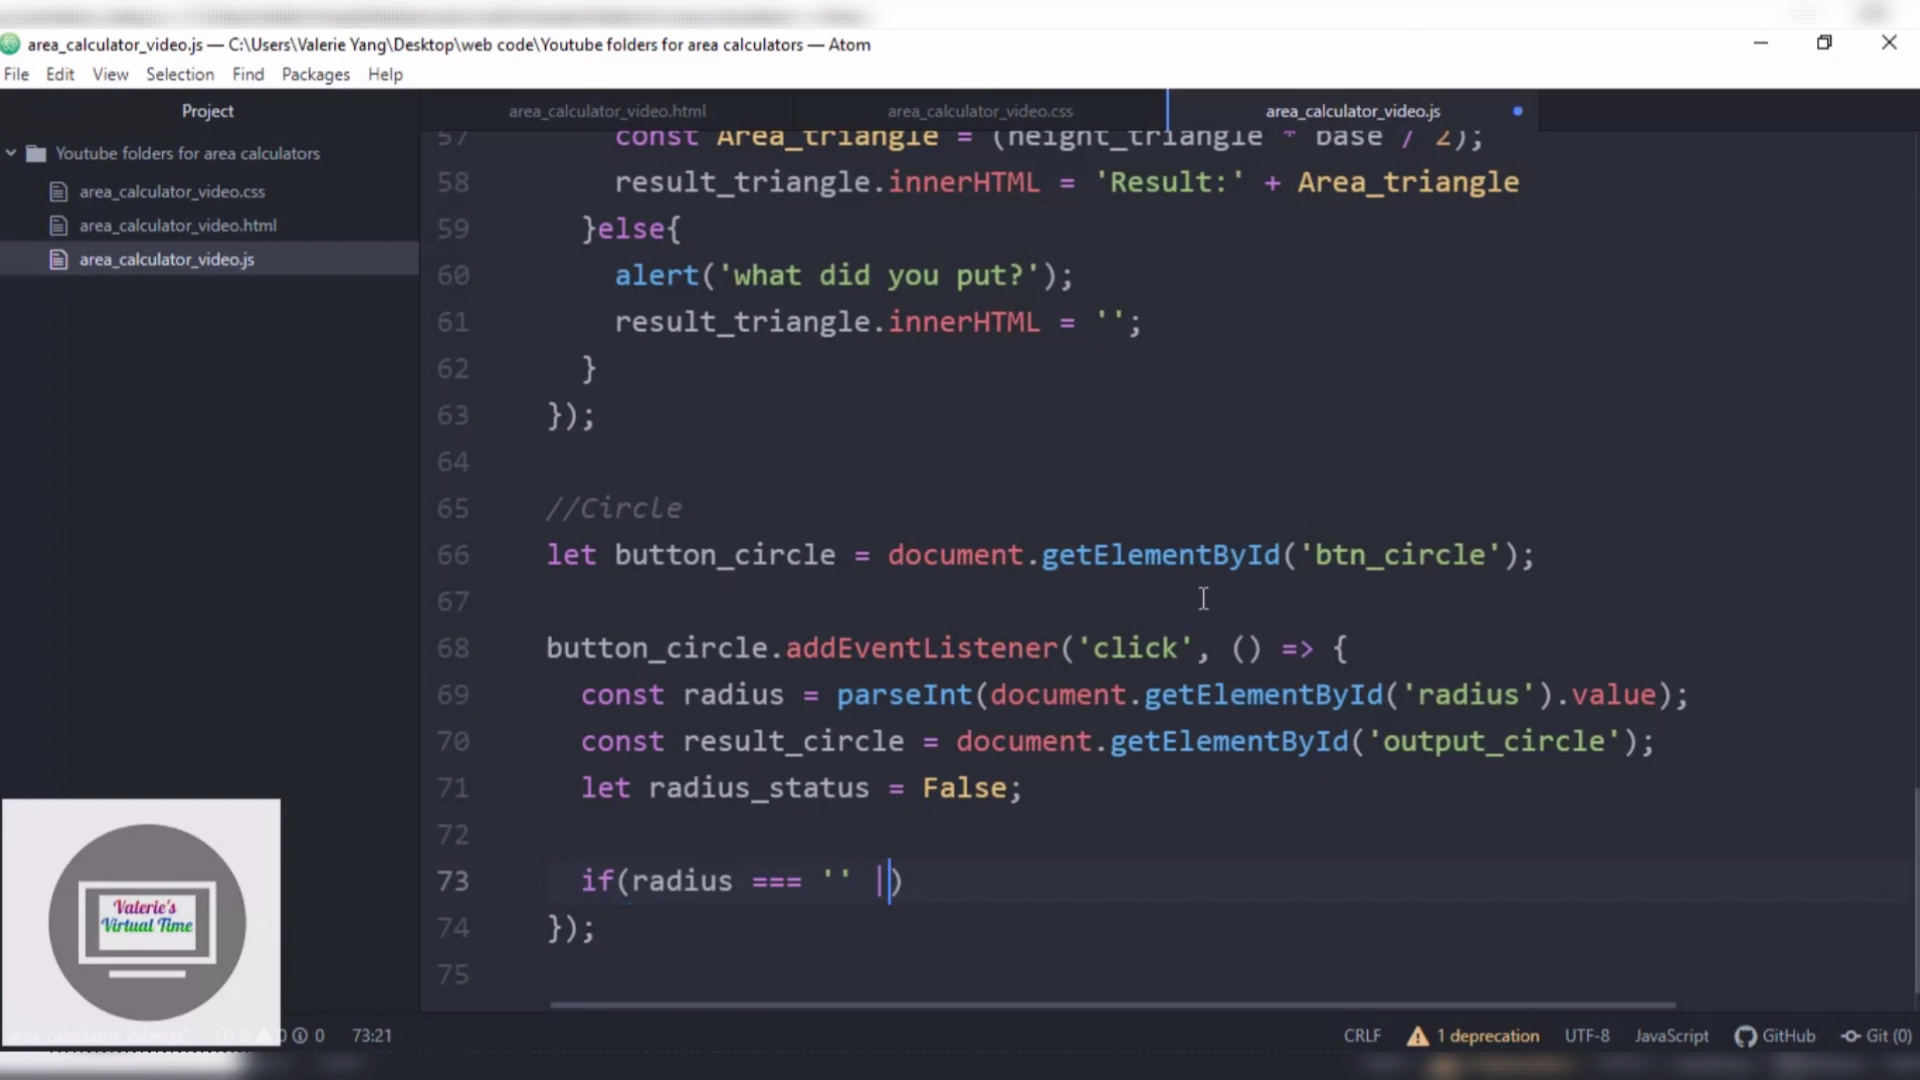 area_calculator_video.js — C:\Users\Valerie Yang\Desktop\web code\Youtube folders for area calculators — Atom
File Edit View Selection Find Packages Help
Project
area_calculator_video.html area_calculator_video.css area_calculator_video.js
Youtube folders for area calculators
area_calculator_video.css
area_calculator_video.html
area_calculator_video.js
57 const Area_triangle = (height_triangle * base / 2);
58 result_triangle.innerHTML = 'Result:' + Area_triangle
59 }else{
60 alert('what did you put?');
61 result_triangle.innerHTML = '';
62 }
63 });
64
65 //Circle
66 let button_circle = document.getElementById('btn_circle');
67
68 button_circle.addEventListener('click', () => {
69 const radius = parseInt(document.getElementById('radius').value);
70 const result_circle = document.getElementById('output_circle');
71 let radius_status = False;
72
73 if(radius === '' |)
74 });
75
Valerie's
Virtual Time
0 0 73:21 CRLF 1 deprecation UTF-8 JavaScript GitHub Git (0)